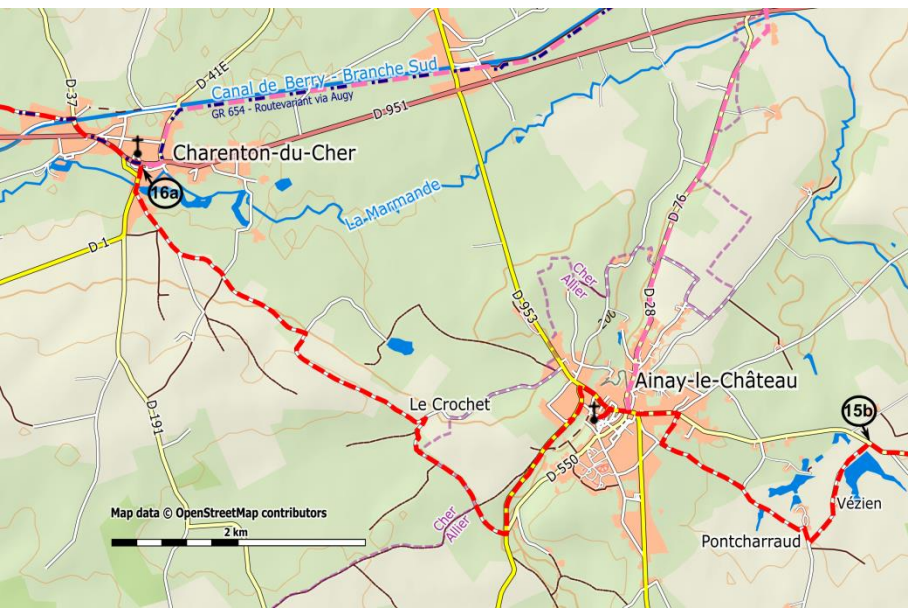 D 37
D 41E
Canal de Berry - Branche Sud
GR 654 - Routevariant via Augy
D 951
Charenton-du-Cher
16a
La Marmande
D 76
D 1
Cher
Allier
D 953
200
D 28
Ainay-le-Château
Le Crochet
15b
D 191
D 550
Vézien
Map data © OpenStreetMap contributors
2 km
Cher
Allier
Pontcharraud